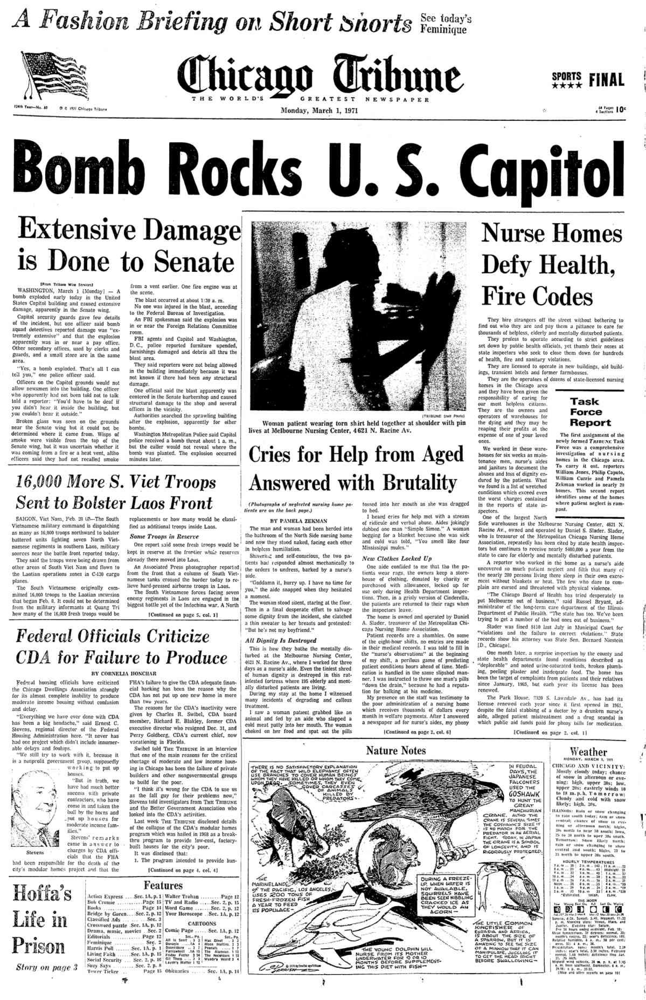 A Fashion Briefing on Short Shorts
See today's
Feminique
Chicago Tribune
THE WORLD'S GREATEST NEWSPAPER
SPORTS
★★★★ FINAL
124th Year—No. 60 © 1971 Chicago Tribune
Monday, March 1, 1971
64 Pages
4 Sections 10c
Bomb Rocks U. S. Capitol
Extensive Damage
is Done to Senate
[From Tribune Wire Services]
WASHINGTON, March 1 [Monday] — A
bomb exploded early today in the United
States Capitol building and caused extensive
damage, apparently in the Senate wing.
Capitol security guards gave few details
of the incident, but one officer said bomb
squad detectives reported damage was "ex-
tremely extensive" and that the explosion
apparently was in or near a pay office.
Other secondary offices, used by clerks and
guards, and a small store are in the same
area.
"Yes, a bomb exploded. That's all I can
tell you," one police officer said.
Officers on the Capitol grounds would not
allow newsmen into the building. One officer
who apparently had not been told not to talk
told a reporter: "You'd have to be deaf if
you didn't hear it inside the building, but
you couldn't hear it outside."
Broken glass was seen on the grounds
near the Senate wing but it could not be
determined where it came from. Wisps of
smoke were visible from the top of the
Senate wing, but it was uncertain whether it
was coming from a fire or a heat vent, altho
officers said they had not recalled smoke
from a vent earlier. One fire engine was at
the scene.
The blast occurred at about 1:30 a. m.
No one was injured in the blast, according
to the Federal Bureau of Investigation.
An FBI spokesman said the explosion was
in or near the Foreign Relations Committee
room.
FBI agents and Capitol and Washington,
D. C., police reported furniture upended,
furnishings damaged and debris all thru the
blast area.
They said reporters were not being allowed
in the building immediately because it was
not known if there had been any structural
damage.
One official said the blast apparently was
centered in the Senate barbershop and caused
structural damage to the shop and several
offices in the vicinity.
Authorities searched the sprawling building
after the explosion, apparently for other
bombs.
Washington Metropolitan Police said Capitol
police received a bomb threat about 1 a. m.,
but the caller would not reveal where the
bomb was planted. The explosion occurred
minutes later.
16,000 More S. Viet Troops
Sent to Bolster Laos Front
SAIGON, Viet Nam, Feb. 28 —The South
Vietnamese military command is dispatching
as many as 16,000 troops northward to bolster
battered units fighting seven North Viet-
namese regiments in southern Laos, military
sources near the battle front reported today.
They said the troops were being drawn from
other areas of South Viet Nam and flown to
the Laotian operations zones in C-130 cargo
planes.
The South Vietnamese originally com-
mitted 16,000 troops to the Laotian incursion
that began Feb. 8. It could not be determined
from the military informants at Quang Tri
how many of the 16,000 fresh troops would be
replacements or how many would be classi-
fied as additional troops inside Laos.
Some Troops in Reserve
One report said some fresh troops would be
kept in reserve at the frontier while reserves
already there moved into Laos.
An Associated Press photographer reported
from the front that a column of South Viet-
namese tanks crossed the border today to re-
lieve hard-pressed airborne troops in Laos.
The South Vietnamese forces facing seven
enemy regiments in Laos are engaged in the
biggest battle yet of the Indochina war. A North
[Continued on page 5, col. 1]
Federal Officials Criticize
CDA for Failure to Produce
BY CORNELIA HONCHAR
Federal housing officials have criticized
the Chicago Dwellings Association strongly
for its almost complete inability to produce
moderate income housing without confusion
and delay.
"Everything we have ever done with CDA
has been a big headache," said Ernest C.
Stevens, regional director of the Federal
Housing Administration here. "It never has
had one project which didn't include innumer-
able delays and foulups.
"We still try to work with it, because it
is a nonprofit government group, supposedly
working to put up
houses.
"But in truth, we
have had much better
success with private
contractors, who have
come in and taken the
bull by the horns and
put up houses for
moderate income fam-
ilies."
Stevens' remarks
came in answer to
charges by CDA offi-
cials that the FHA
Stevens
had been responsible for the death of the
city's modular homes project and that the
FHA's failure to give the CDA adequate finan-
cial backing has been the reason why the
CDA has not put up one new home in more
than two years.
The reasons for the CDA's inactivity were
given by Charles R. Swibel, CDA board
member, Richard E. Blakley, former CDA
executive director who resigned Dec. 31, and
Perry Goldberg, CDA's current chief, now
vacationing in Florida.
Swibel told THE TRIBUNE in an interview
that one of the main reasons for the critical
shortage of moderate and low income hous-
ing in Chicago has been the failure of private
builders and other nongovernmental groups
to build for the poor.
"I think it's wrong for the CDA to use us
as the fall guy for their problems now,"
Stevens told investigators from THE TRIBUNE
and the Better Government Association who
looked into the CDA's activities.
Last week THE TRIBUNE disclosed details
of the collapse of the CDA's modular homes
program which was hailed in 1968 as a break-
thru program to provide low-cost, factory-
built houses for the city's poor.
It was disclosed that:
1. The program intended to provide hun-
[Continued on page 4, col. 4]
Hoffa's
Life in
Prison
Story on page 3
Features
Action Express ....Sec. 1A, p. 1
Bob Cromie ..........Page 15
Books ..............Page 14
Bridge by Goren...Sec. 2, p. 12
Classified Ads ........Sec. 3
Crossword puzzle .Sec. 1A, p. 12
Drama, music, movies ..Sec. 2
Editorials ............Page 12
Feminique ............Sec. 2
Harris Poll .....Sec. 1A, p. 1
Living Faith .....Sec. 1A, p. 15
Social Security ...Sec. 2, p. 16
Suzy Says .......Sec. 2, p. 8
Tower Ticker .. Page 15
Walter Trohan ........Page 12
TV and Radio ....Sec. 2, p. 15
Word Game ......Sec. 2, p. 12
Your Horoscope ..Sec. 1A, p. 12
CARTOONS
Comic Page .....Sec. 1A, p. 12
Obituaries ......Sec. 1A, p. 14
[TRIBUNE Staff Photo]
Woman patient wearing torn shirt held together at shoulder with pin
lives at Melbourne Nursing Center, 4621 N. Racine Av.
Cries for Help from Aged
Answered with Brutality
(Photographs of neglected nursing home pa-
tients are on the back page.)
BY PAMELA ZEKMAN
The man and woman had been herded into
the bathroom of the North Side nursing home
and now they stood naked, facing each other
in helpless humiliation.
Shivering and self-conscious, the two pa-
tients had responded almost mechanically to
the orders to undress, barked by a nurse's
aide.
"Goddamn it, hurry up. I have no time for
you," the aide snapped when they hesitated
a moment.
The woman stood silent, staring at the floor.
Then in a final desperate effort to salvage
some dignity from the incident, she clutched
a thin sweater to her breasts and protested:
"But he's not my boyfriend."
All Dignity Is Destroyed
This is how they bathe the mentally dis-
turbed at the Melbourne Nursing Center,
4621 N. Racine Av., where I worked for three
days as a nurse's aide. Even the tiniest shred
of human dignity is destroyed in this rat-
infested fortress where 195 elderly and ment-
ally disturbed patients are living.
During my stay at the home I witnessed
many incidents of degrading and callous
treatment.
I saw a woman patient grabbed like an
animal and fed by an aide who slapped a
cold meat patty into her mouth. The woman
choked on her food and spat out the pills
tossed into her mouth as she was dragged
to bed.
I heard cries for help met with a stream
of ridicule and verbal abuse. Aides jokingly
dubbed one man "Simple Simon." A woman
begging for a blanket because she was sick
and cold was told, "You smell like four
Mississippi mules."
New Clothes Locked Up
One aide confided to me that tho the pa-
tients wear rags, the owners keep a store-
house of clothing, donated by charity or
purchased with allowances, locked up for
use only during Health Department inspec-
tions. Then, in a grisly version of Cinderella,
the patients are returned to their rags when
the inspectors leave.
The home is owned and operated by Daniel
A. Slader, treasurer of the Metropolitan Chi-
cago Nursing Home Association.
Patient records are a shambles. On some
of the eight-hour shifts, no entries are made
in their medical records. I was told to fill in
the "nurse's observations" at the beginning
of my shift, a perilous game of predicting
patient conditions hours ahead of time. Medi-
cation is handled in the same slipshod man-
ner. I was instructed to throw one man's pills
"down the drain," because he had a reputa-
tion for balking at his medicine.
My presence on the staff was testimony to
the poor administration of a nursing home
which receives thousands of dollars every
month in welfare payments. After I answered
a newspaper ad for nurse's aides, my phony
[Continued on page 2, col. 6]
Nurse Homes
Defy Health,
Fire Codes
They hire strangers off the street without bothering to
find out who they are and pay them a pittance to care for
thousands of helpless, elderly and mentally disturbed patients.
They profess to operate according to strict guidelines
set down by public health officials, yet thumb their noses at
state inspectors who seek to close them down for hundreds
of health, fire and sanitary violations.
They are licensed to operate in new buildings, old build-
ings, transient hotels and former farmhouses.
They are the operators of dozens of state-licensed nursing
homes in the Chicago area
and they have been given the
responsibility of caring for
our most helpless citizens.
They are the owners and
operators of warehouses for
the dying and they may be
reaping their profits at the
expense of one of your loved
ones.
We worked in these ware-
houses for six weeks as main-
tenance men, nurse's aides
and janitors to document the
abuses and loss of dignity en-
dured by the patients. What
we found is a list of wretched
conditions which exceed even
the worst charges contained
in the reports of state in-
spectors.
Task
Force
Report
The first assignment of the
newly formed TRIBUNE Task
Force was a comprehensive
investigation of nursing
homes in the Chicago area.
To carry it out, reporters
William Jones, Philip Caputo,
William Currie and Pamela
Zekman worked in nearly 20
homes. This second report
identifies some of the homes
where patient neglect is ram-
pant.
One of the largest North
Side warehouses is the Melbourne Nursing Center, 4621 N.
Racine Av., owned and operated by Daniel S. Slader. Slader,
who is treasurer of the Metropolitan Chicago Nursing Home
Association, repeatedly has been cited by state health inspec-
tors but continues to receive nearly $400,000 a year from the
state to care for elderly and mentally disturbed patients.
A reporter who worked in the home as a nurse's aide
uncovered so much patient neglect and filth that many of
the nearly 200 persons living there sleep in their own excre-
ment without blankets or heat. The few who dare to com-
plain are cursed and threatened with physical violence.
"The Chicago Board of Health has tried desperately to
put Melbourne out of business," said Russel Bryant, ad-
ministrator of the long-term care department of the Illinois
Department of Public Health. "The state has too. We've been
trying to get a number of the bad ones out of business."
Slader was fined $110 last July in Municipal Court for
"violations and the failure to correct violations." State
records show his attorney was State Sen. Bernard Niestein
[D., Chicago].
One month later, a surprise inspection by the county and
state health departments found conditions described as
"deplorable" and noted urine-saturated beds, broken plumb-
ing, peeling plaster and inadequate food. The home has
been the target of complaints from patients and their relatives
since January, 1965, but each year its license has been
renewed.
The Park House, 2320 S. Lawndale Av., has had its
license renewed each year since it first opened in 1961,
despite the fatal stabbing of a doctor by a drunken nurse's
aide, alleged patient mistreatment and a drug scandal in
which public aid funds paid for phony bills for medication.
[Continued on page 2, col. 1]
Nature Notes
THERE IS NO SATISFACTORY EXPLANATION
OF THE FACT THAT WILD ELEPHANTS OFTEN
USE BRANCHES TO COVER HUMAN BEINGS
WHOM THEY HAVE KILLED OR WHOM THEY COME
UPON DEAD. SOMETIMES, THEY EVEN
COVER CARCASSES
OF ANIMALS
KILLED BY
PREDATORS—
IN FEUDAL
DAYS, THE
JAPANESE
FALCONERS
USED THE
GOSHAWK
TO HUNT THE
GREAT
MANCHURIAN
CRANE. ALTHO THE
CRANE IS SEVERAL TIMES
THE GOSHAWK'S SIZE IT
IS NO MATCH FOR THE
PREDATOR IN AN AERIAL
FIGHT. TODAY, IN JAPAN
THE CRANE IS A SYMBOL
OF LONGEVITY, AND IS
RIGOROUSLY PROTECTED.
THE
MARINELAND
OF THE PACIFIC, LOS ANGELES,
USES 200 TONS OF
FRESH-FROZEN FISH
A YEAR TO FEED
ITS POPULACE—
DURING A FREEZE-
UP, WHEN WATER IS
NOT AVAILABLE,
SQUIRRELS HAVE
BEEN SEEN NIBBLING
CRACKED ICE AS
THEY WOULD AN
ACORN—
THE LITTLE COMMON
KINGFISHER OF
EURASIA AND AFRICA,
IS ABOUT THE SIZE OF
A SPARROW, BUT IT IS
AMAZING TO SEE THE SIZE
OF A MINNOW THAT IT CAN
MANIPULATE, JUGGLING IT
TO GET THE HEAD RIGHT
BEFORE SWALLOWING—
THE YOUNG DOLPHIN WILL
NURSE FROM ITS MOTHER
UNDERWATER FOR 9 OR 10
MONTHS BEFORE SUPPLEMENT-
ING THIS DIET WITH FISH—
Weather
MONDAY, MARCH 1, 1971
CHICAGO AND VICINITY:
Mostly cloudy today; chance
of snow in afternoon or eve-
ning; high, upper 30s; low,
upper 20s; easterly winds 10
to 18 m. p. h. Tomorrow:
Cloudy and cold with snow
likely; high, 30s.
ILLINOIS: Rain or snow changing
to rain south today; rain or snow
central; chance of snow in eve-
ning or afternoon north; highs,
30s north to near 50 south; lows,
25 to 30 north to upper 30s south.
Tomorrow: Snow likely north;
rain or snow changing to snow
central and south; highs, 27 to
35 north to upper 30s south.
HOURLY TEMPERATURES
THE MOON
[Map and other reports on page 16]